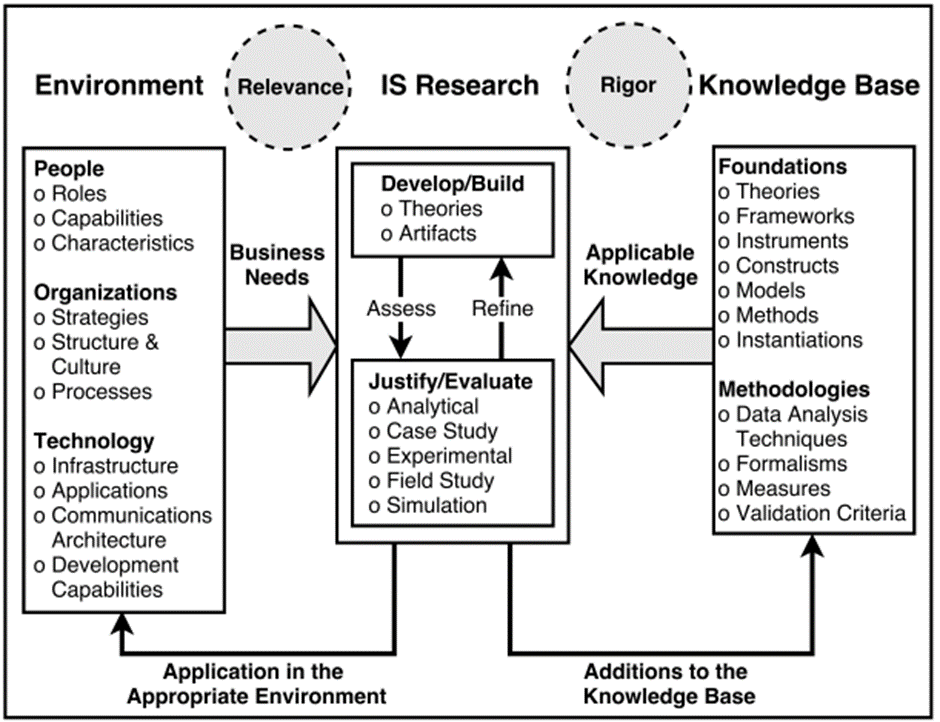 Environment
Relevance
IS Research
Rigor
Knowledge Base
People
o Roles
o Capabilities
o Characteristics
Organizations
o Strategies
o Structure &
Culture
o Processes
Technology
o Infrastructure
o Applications
o Communications
Architecture
o Development
Capabilities
Business
Needs
Develop/Build
o Theories
o Artifacts
Assess
Refine
Justify/Evaluate
o Analytical
o Case Study
o Experimental
o Field Study
o Simulation
Applicable
Knowledge
Foundations
o Theories
o Frameworks
o Instruments
o Constructs
o Models
o Methods
o Instantiations
Methodologies
o Data Analysis
Techniques
o Formalisms
o Measures
o Validation Criteria
Application in the
Appropriate Environment
Additions to the
Knowledge Base